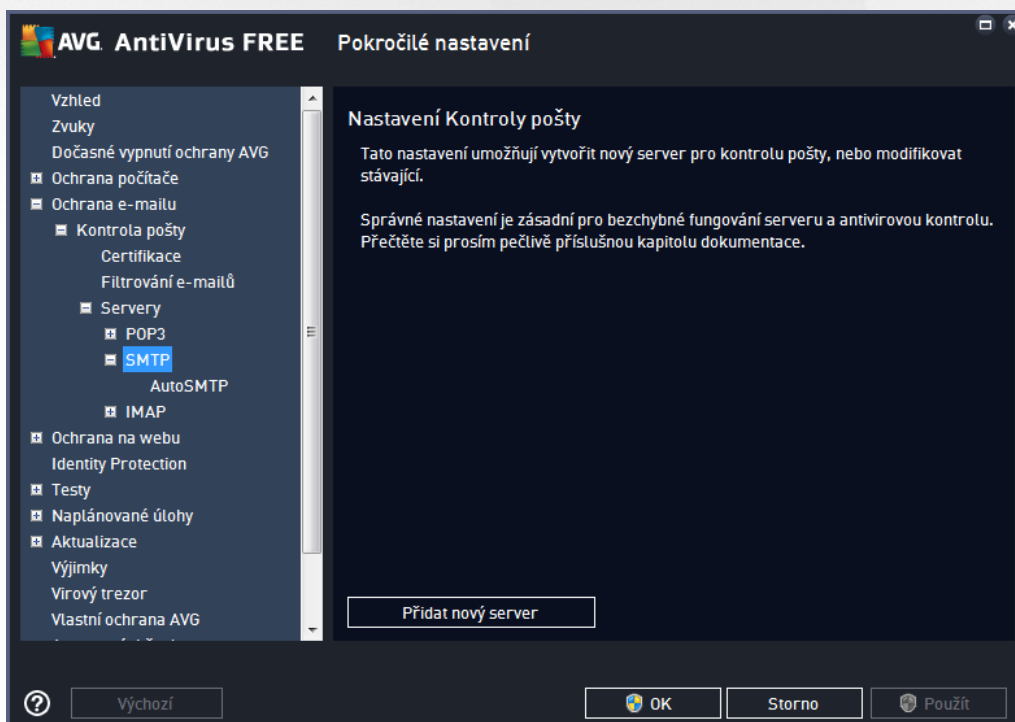 AVG. AntiVirus FREE Pokročilé nastavení
Vzhled
Zvuky
Dočasné vypnutí ochrany AVG
Ochrana počítače
Ochrana e-mailu
Kontrola pošty
Certifikace
Filtrování e-mailů
Servery
POP3
SMTP
AutoSMTP
IMAP
Ochrana na webu
Identity Protection
Testy
Naplánované úlohy
Aktualizace
Výjimky
Virový trezor
Vlastní ochrana AVG
Nastavení Kontroly pošty
Tato nastavení umožňují vytvořit nový server pro kontrolu pošty, nebo modifikovat
stávající.
Správné nastavení je zásadní pro bezchybné fungování serveru a antivirovou kontrolu.
Přečtěte si prosím pečlivě příslušnou kapitolu dokumentace.
Přidat nový server
? Výchozí OK Storno Použít